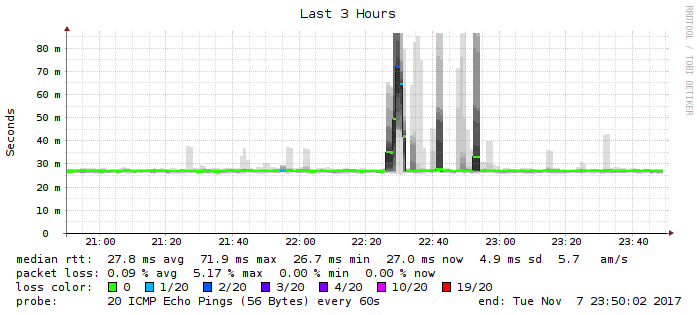 Last 3 Hours
RRDTOOL / TOBI OETIKER
Seconds
80 m
70 m
60 m
50 m
40 m
30 m
20 m
10 m
0
21:00 21:20 21:40 22:00 22:20 22:40 23:00 23:20 23:40
median rtt: 27.8 ms avg 71.9 ms max 26.7 ms min 27.0 ms now 4.9 ms sd 5.7 am/s
packet loss: 0.09 % avg 5.17 % max 0.00 % min 0.00 % now
loss color: 0 1/20 2/20 3/20 4/20 10/20 19/20
probe: 20 ICMP Echo Pings (56 Bytes) every 60s end: Tue Nov 7 23:50:02 2017